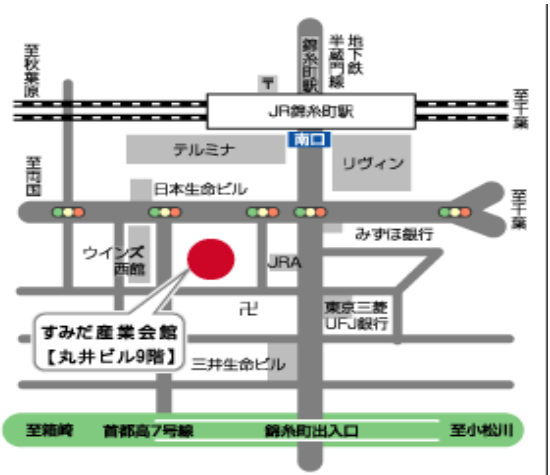 至秋葉原
錦糸町駅
地下鉄
半蔵門線
〒
JR錦糸町駅
至千葉
南口
テルミナ
リヴィン
至両国
日本生命ビル
至千葉
みずほ銀行
ウインズ
西館
JRA
すみだ産業会館
【丸井ビル9階】
卍
東京三菱
UFJ銀行
三井生命ビル
至箱崎
首都高7号線
錦糸町出入口
至小松川